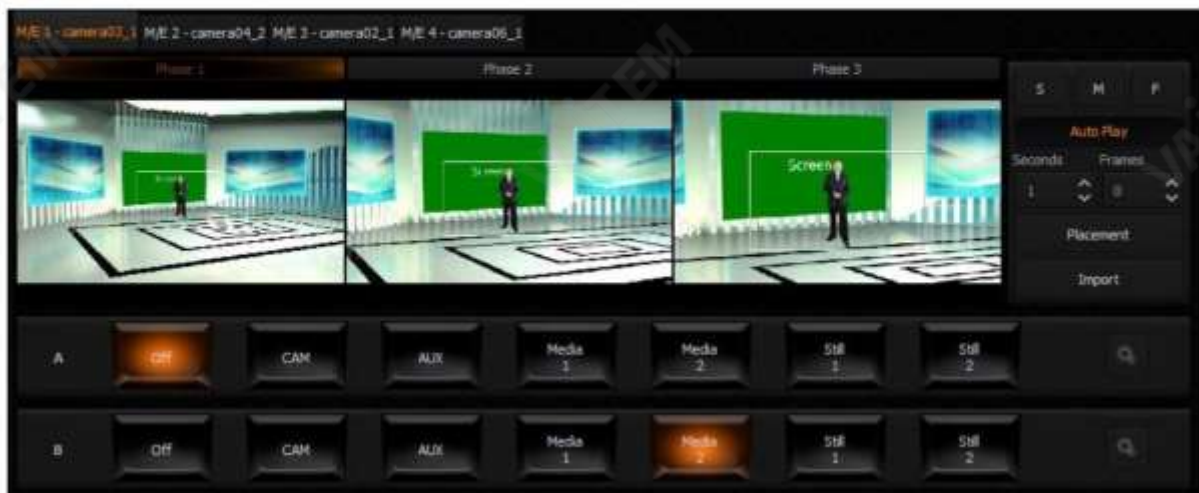 M/E 1 - camera03_1 M/E 2 - camera04_2 M/E 3 - camera02_1 M/E 4 - camera06_1
Phase 1 Phase 2 Phase 3
S M F
Auto Play
Seconds Frames
1 0
Placement
Import
Screen
Screen
Screen
A Off CAM AUX Media 1 Media 2 Still 1 Still 2
B Off CAM AUX Media 1 Media 2 Still 1 Still 2